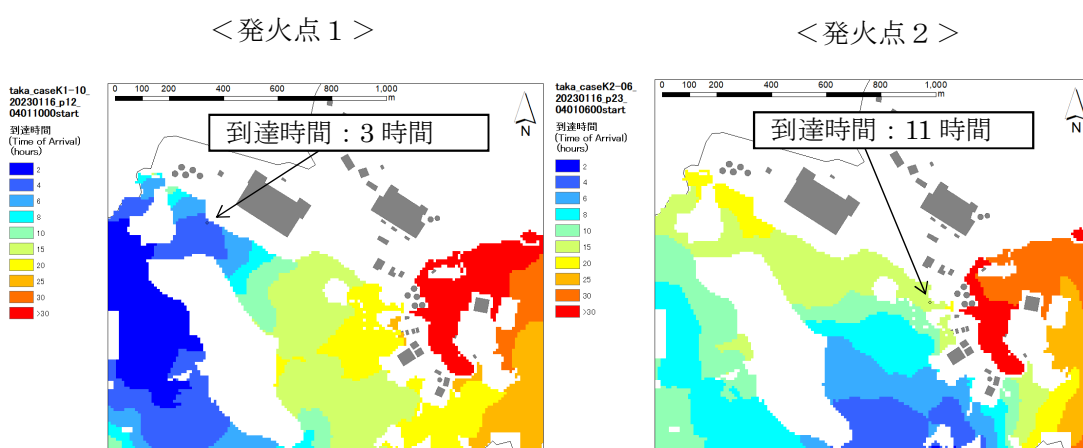 <発火点1>
<発火点2>
taka_caseK1-10_
20230116_p12_
04011000start
到達時間
(Time of Arrival)
(hours)
2
4
6
8
10
15
20
25
30
>30
0 100 200 400 600 800 1,000
m
N
到達時間:3時間
taka_caseK2-06_
20230116_p23_
04010600start
到達時間
(Time of Arrival)
(hours)
2
4
6
8
10
15
20
25
30
>30
0 100 200 400 600 800 1,000
m
N
到達時間:11時間